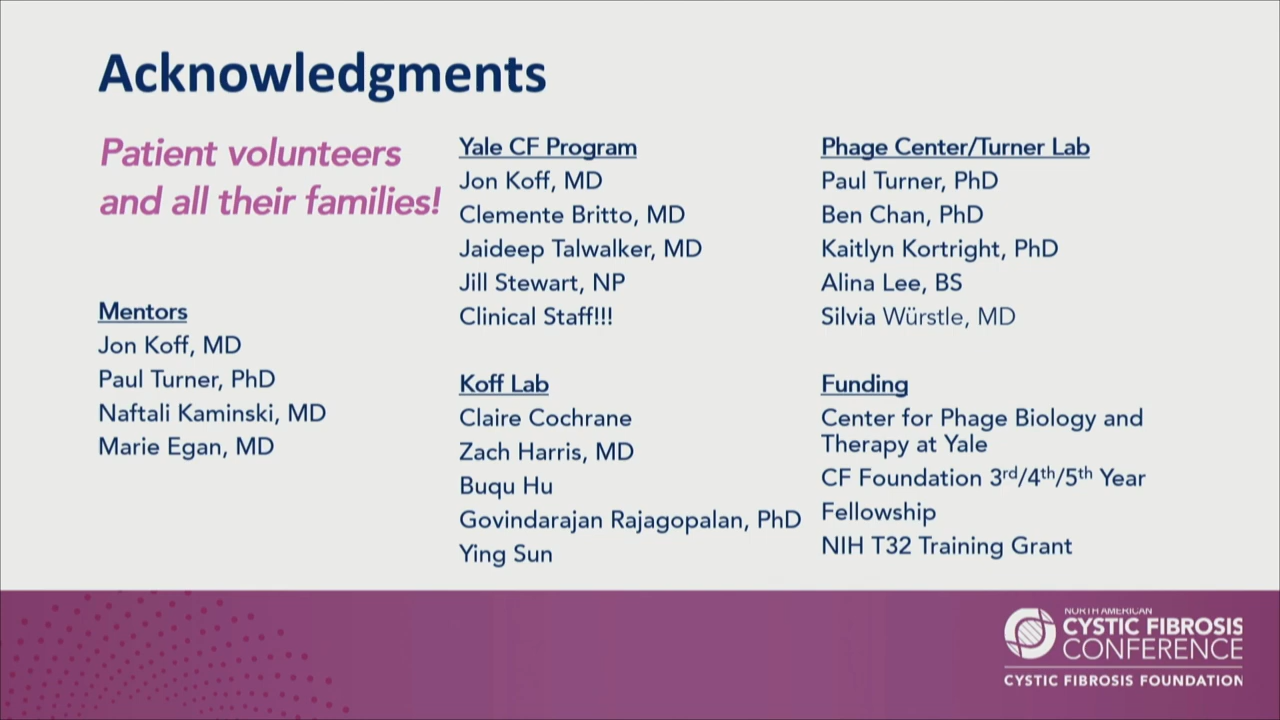 Acknowledgments
Patient volunteers
and all their families!
Mentors
Jon Koff, MD
Paul Turner, PhD
Naftali Kaminski, MD
Marie Egan, MD
Yale CF Program
Jon Koff, MD
Clemente Britto, MD
Jaideep Talwalker, MD
Jill Stewart, NP
Clinical Staff!!!
Koff Lab
Claire Cochrane
Zach Harris, MD
Buqu Hu
Govindarajan Rajagopalan, PhD
Ying Sun
Phage Center/Turner Lab
Paul Turner, PhD
Ben Chan, PhD
Kaitlyn Kortright, PhD
Alina Lee, BS
Silvia Würstle, MD
Funding
Center for Phage Biology and
Therapy at Yale
CF Foundation 3rd/4th/5th Year
Fellowship
NIH T32 Training Grant
NORTH AMERICAN
CYSTIC FIBROSIS
CONFERENCE
CYSTIC FIBROSIS FOUNDATION